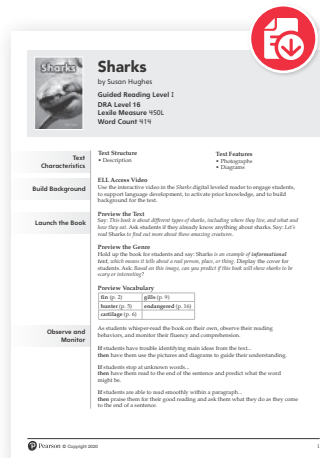 Sharks
Sharks
by Susan Hughes
Guided Reading Level I
DRA Level 16
Lexile Measure 450L
Word Count 414
Text
Characteristics
Text Structure
• Description
Text Features
• Photographs
• Diagrams
Build Background
ELL Access Video
Use the interactive video in the Sharks digital leveled reader to engage students,
to support language development, to activate prior knowledge, and to build
background for the text.
Launch the Book
Preview the Text
Say: This book is about different types of sharks, including where they live, and what and
how they eat. Ask students if they already know anything about sharks. Say: Let's
read Sharks to find out more about these amazing creatures.
Preview the Genre
Hold up the book for students and say: Sharks is an example of informational
text, which means it tells about a real person, place, or thing. Display the cover for
students. Ask: Based on this image, can you predict if this book will show sharks to be
scary or interesting?
Preview Vocabulary
fin (p. 2) gills (p. 9)
hunter (p. 5) endangered (p. 16)
cartilage (p. 6)
Observe and
Monitor
As students whisper-read the book on their own, observe their reading
behaviors, and monitor their fluency and comprehension.
If students have trouble identifying main ideas from the text...
then have them use the pictures and diagrams to guide their understanding.
If students stop at unknown words...
then have them read to the end of the sentence and predict what the word
might be.
If students are able to read smoothly within a paragraph...
then praise them for their good reading and ask them what they do as they come
to the end of a sentence.
Pearson © Copyright 2020
1